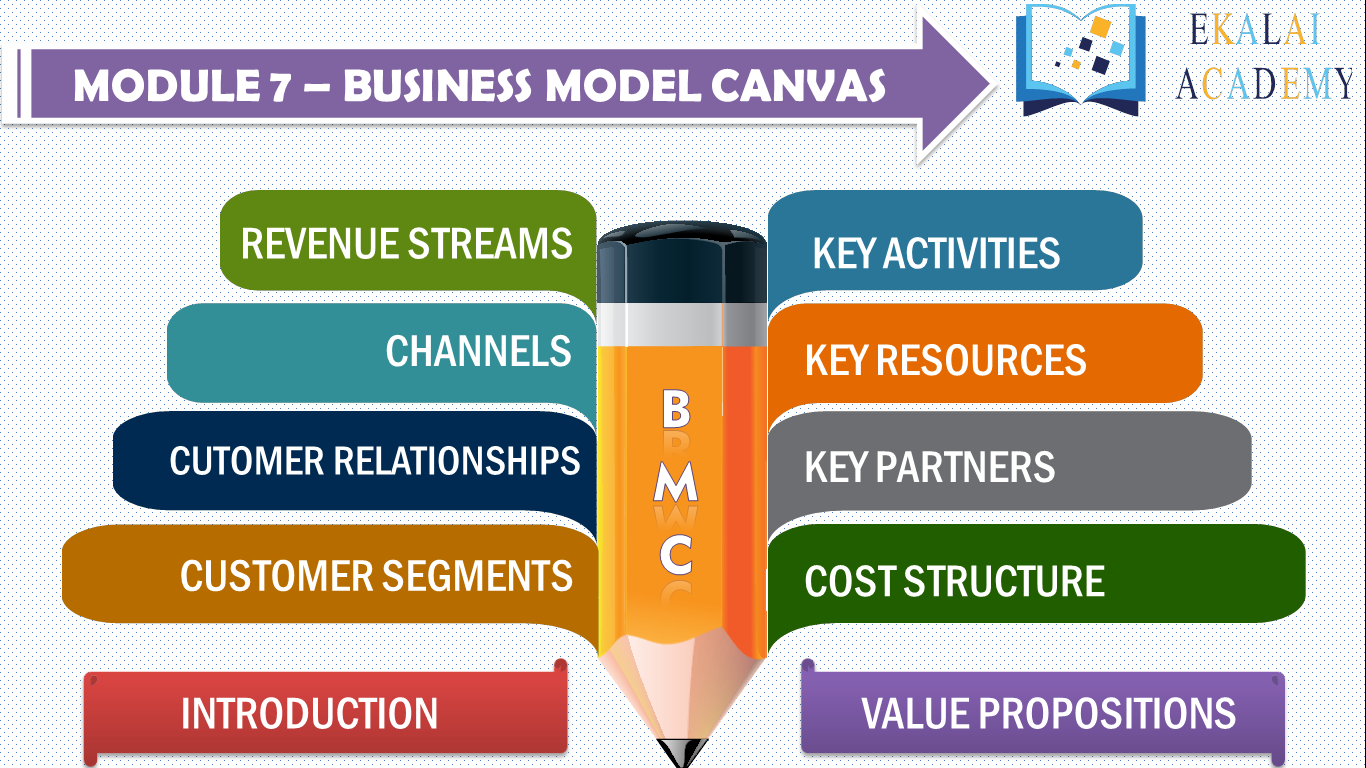 MODULE 7 – BUSINESS MODEL CANVAS
EKALAI
ACADEMY
REVENUE STREAMS
CHANNELS
CUTOMER RELATIONSHIPS
CUSTOMER SEGMENTS
INTRODUCTION
B
M
C
KEY ACTIVITIES
KEY RESOURCES
KEY PARTNERS
COST STRUCTURE
VALUE PROPOSITIONS